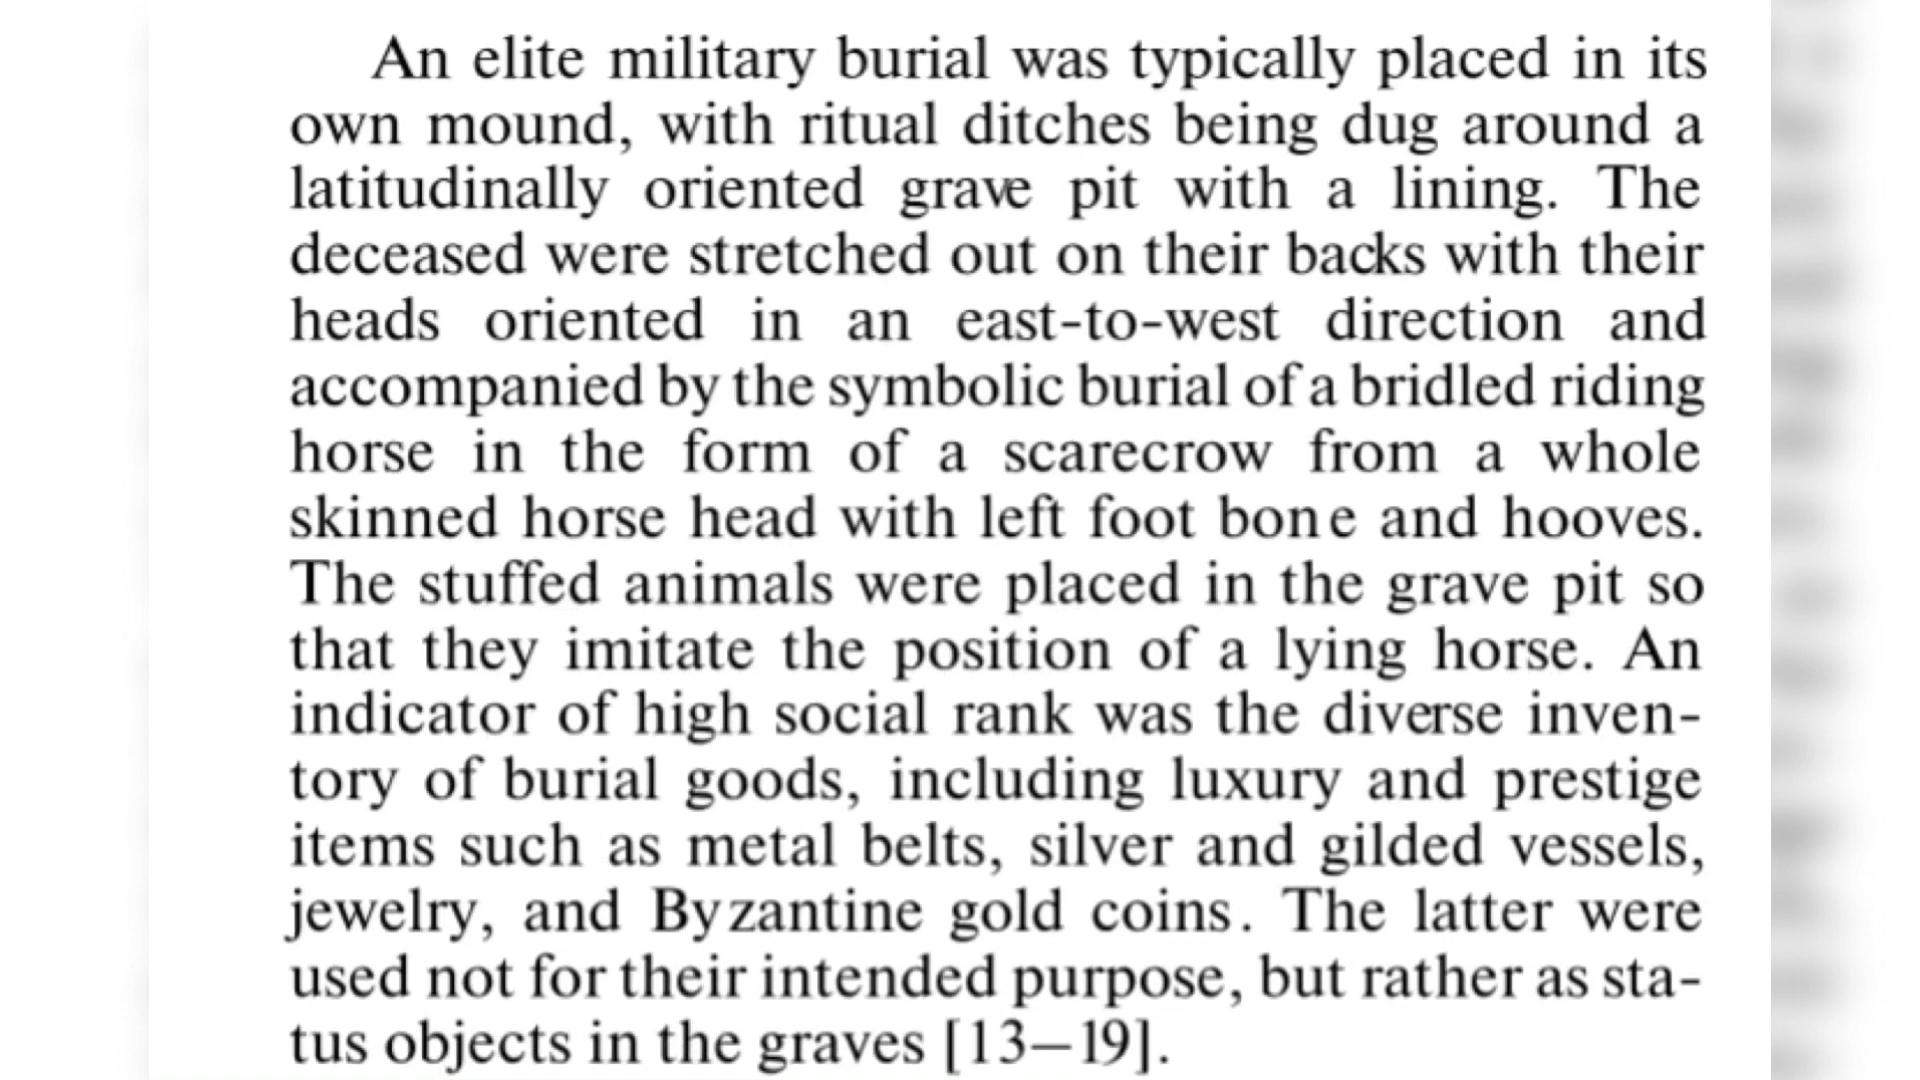 An elite military burial was typically placed in its
own mound, with ritual ditches being dug around a
latitudinally oriented grave pit with a lining. The
deceased were stretched out on their backs with their
heads oriented in an east-to-west direction and
accompanied by the symbolic burial of a bridled riding
horse in the form of a scarecrow from a whole
skinned horse head with left foot bone and hooves.
The stuffed animals were placed in the grave pit so
that they imitate the position of a lying horse. An
indicator of high social rank was the diverse inven-
tory of burial goods, including luxury and prestige
items such as metal belts, silver and gilded vessels,
jewelry, and Byzantine gold coins. The latter were
used not for their intended purpose, but rather as sta-
tus objects in the graves [13–19].